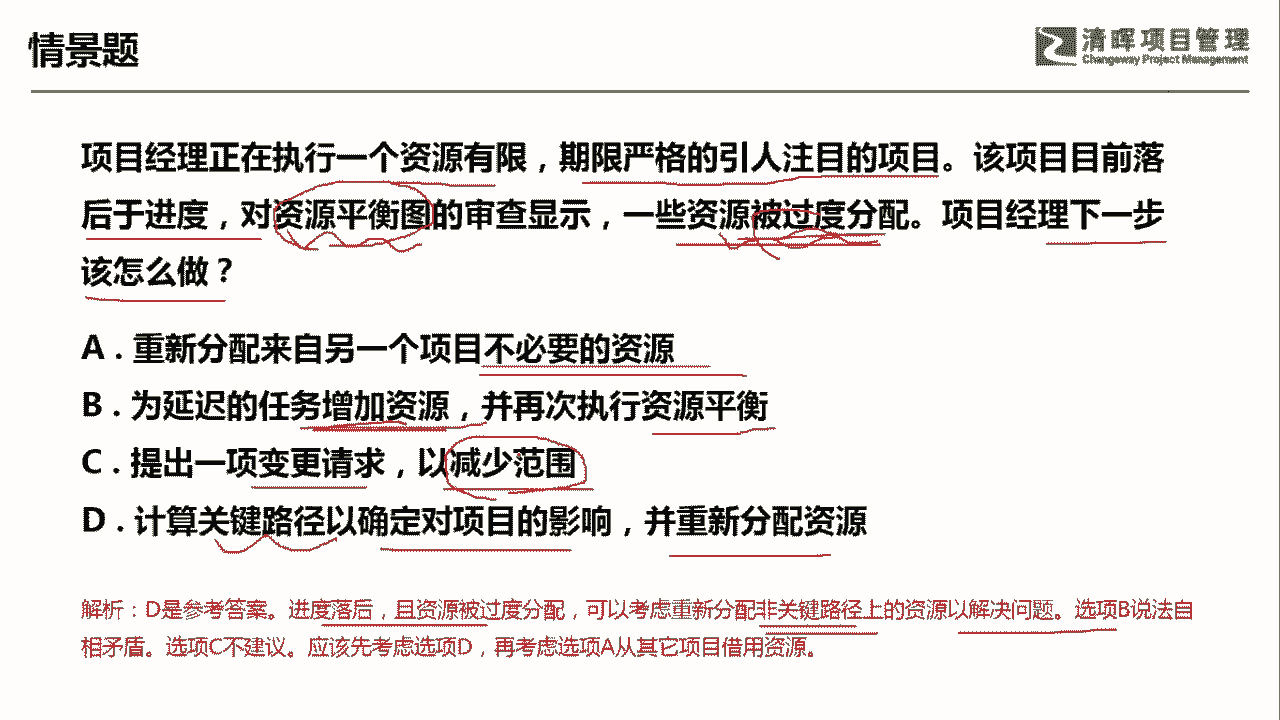 情景题
清晖项目管理
Changeway Project Management
项目经理正在执行一个资源有限，期限严格的引人注目的项目。该项目目前落
后于进度，对资源平衡图的审查显示，一些资源被过度分配。项目经理下一步
该怎么做？
A．重新分配来自另一个项目不必要的资源
B．为延迟的任务增加资源，并再次执行资源平衡
C．提出一项变更请求，以减少范围
D．计算关键路径以确定对项目的影响，并重新分配资源
解析：D是参考答案。进度落后，且资源被过度分配，可以考虑重新分配非关键路径上的资源以解决问题。选项B说法自
相矛盾。选项C不建议。应该先考虑选项D，再考虑选项A从其它项目借用资源。